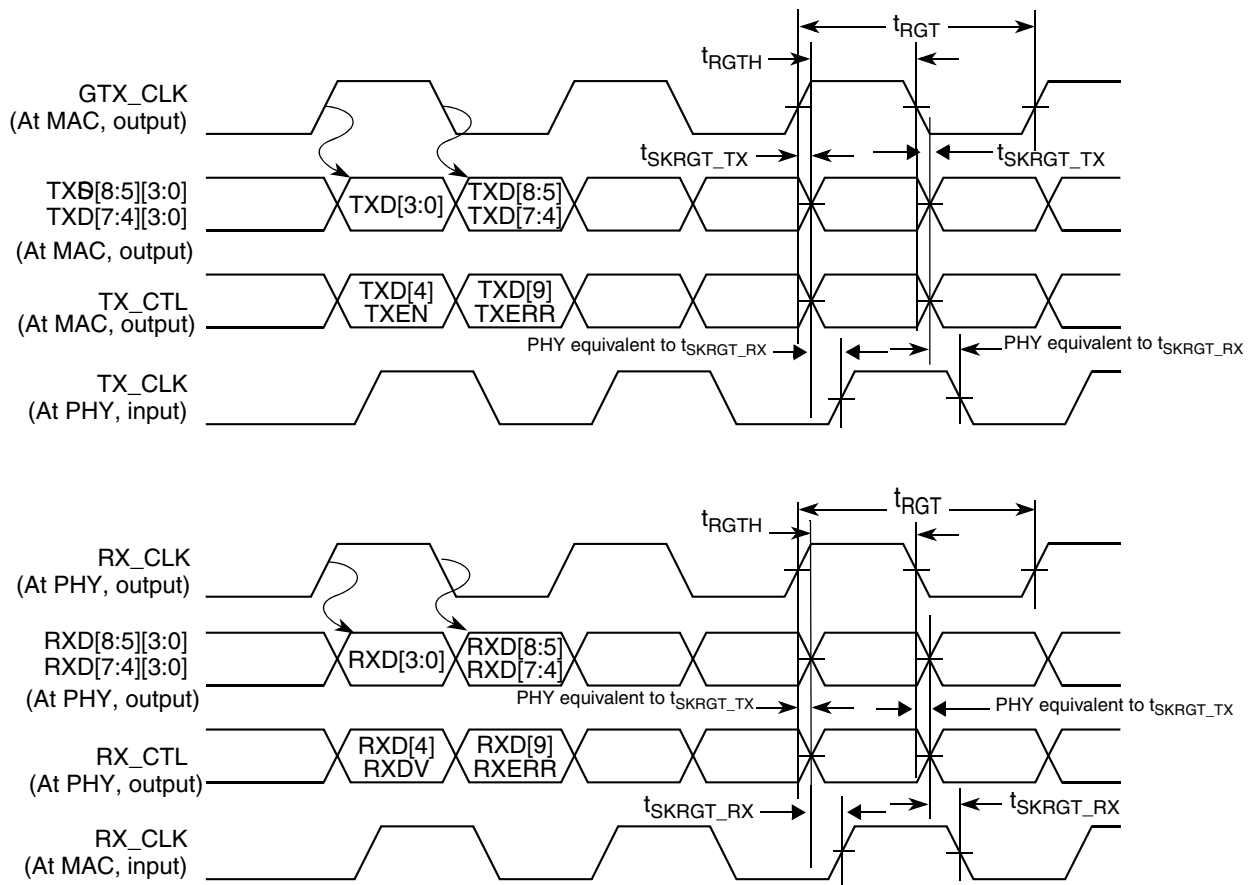 tRGT
tRGTH
GTX_CLK
(At MAC, output)
tSKRGT_TX
tSKRGT_TX
TXD[8:5][3:0]
TXD[7:4][3:0]
(At MAC, output)
TXD[3:0]
TXD[8:5]
TXD[7:4]
TX_CTL
(At MAC, output)
TXD[4]
TXEN
TXD[9]
TXERR
PHY equivalent to tSKRGT_RX
PHY equivalent to tSKRGT_RX
TX_CLK
(At PHY, input)
tRGT
tRGTH
RX_CLK
(At PHY, output)
RXD[8:5][3:0]
RXD[7:4][3:0]
(At PHY, output)
RXD[3:0]
RXD[8:5]
RXD[7:4]
PHY equivalent to tSKRGT_TX
PHY equivalent to tSKRGT_TX
RX_CTL
(At PHY, output)
RXD[4]
RXDV
RXD[9]
RXERR
tSKRGT_RX
tSKRGT_RX
RX_CLK
(At MAC, input)